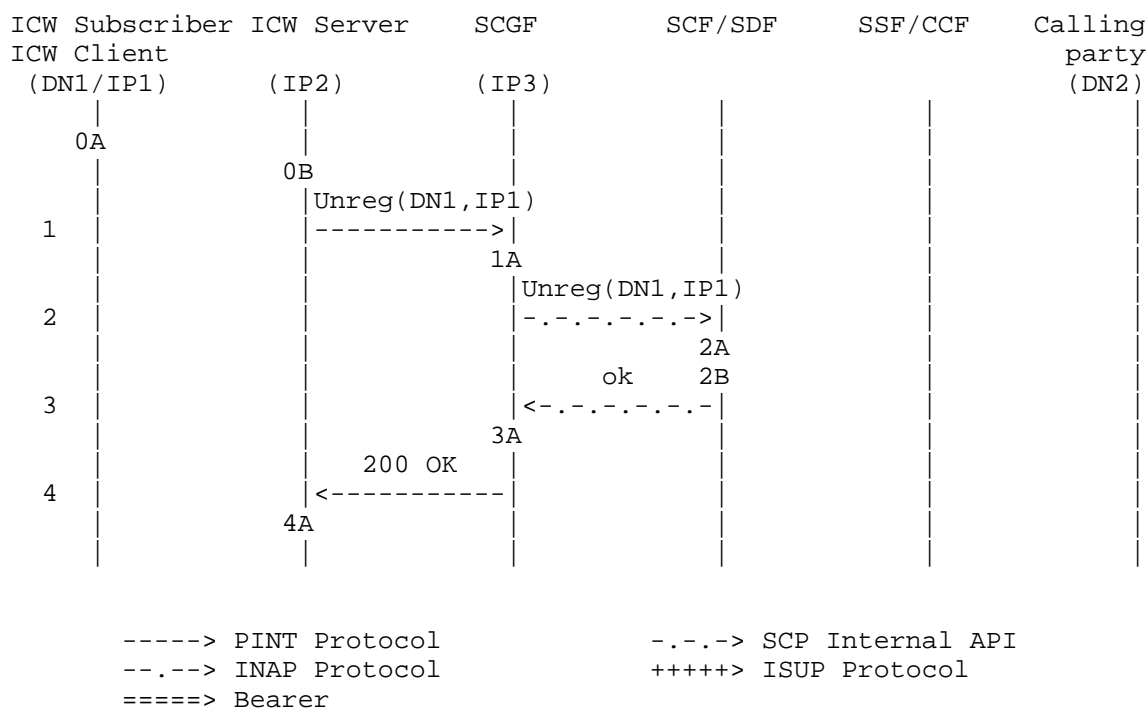 ICW Subscriber ICW Server SCGF SCF/SDF SSF/CCF Calling
ICW Client party
(DN1/IP1) (IP2) (IP3) (DN2)
0A
0B
Unreg(DN1,IP1)
1 ----------->
1A
Unreg(DN1,IP1)
2 -.-.-.-.-.->
2A
ok 2B
3 <-.-.-.-.-.-
3A
200 OK
4 <-----------
4A
-----> PINT Protocol -.-.-> SCP Internal API
--.--> INAP Protocol +++++> ISUP Protocol
=====> Bearer